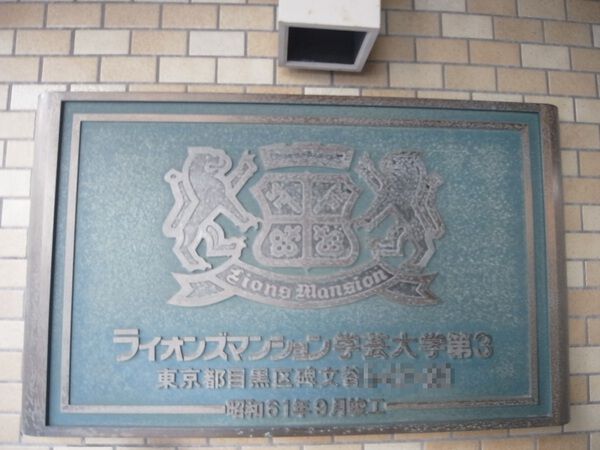 Lions Mansion
ライオンズマンション学芸大学第3
東京都目黒区碑文谷
昭和61年9月竣工